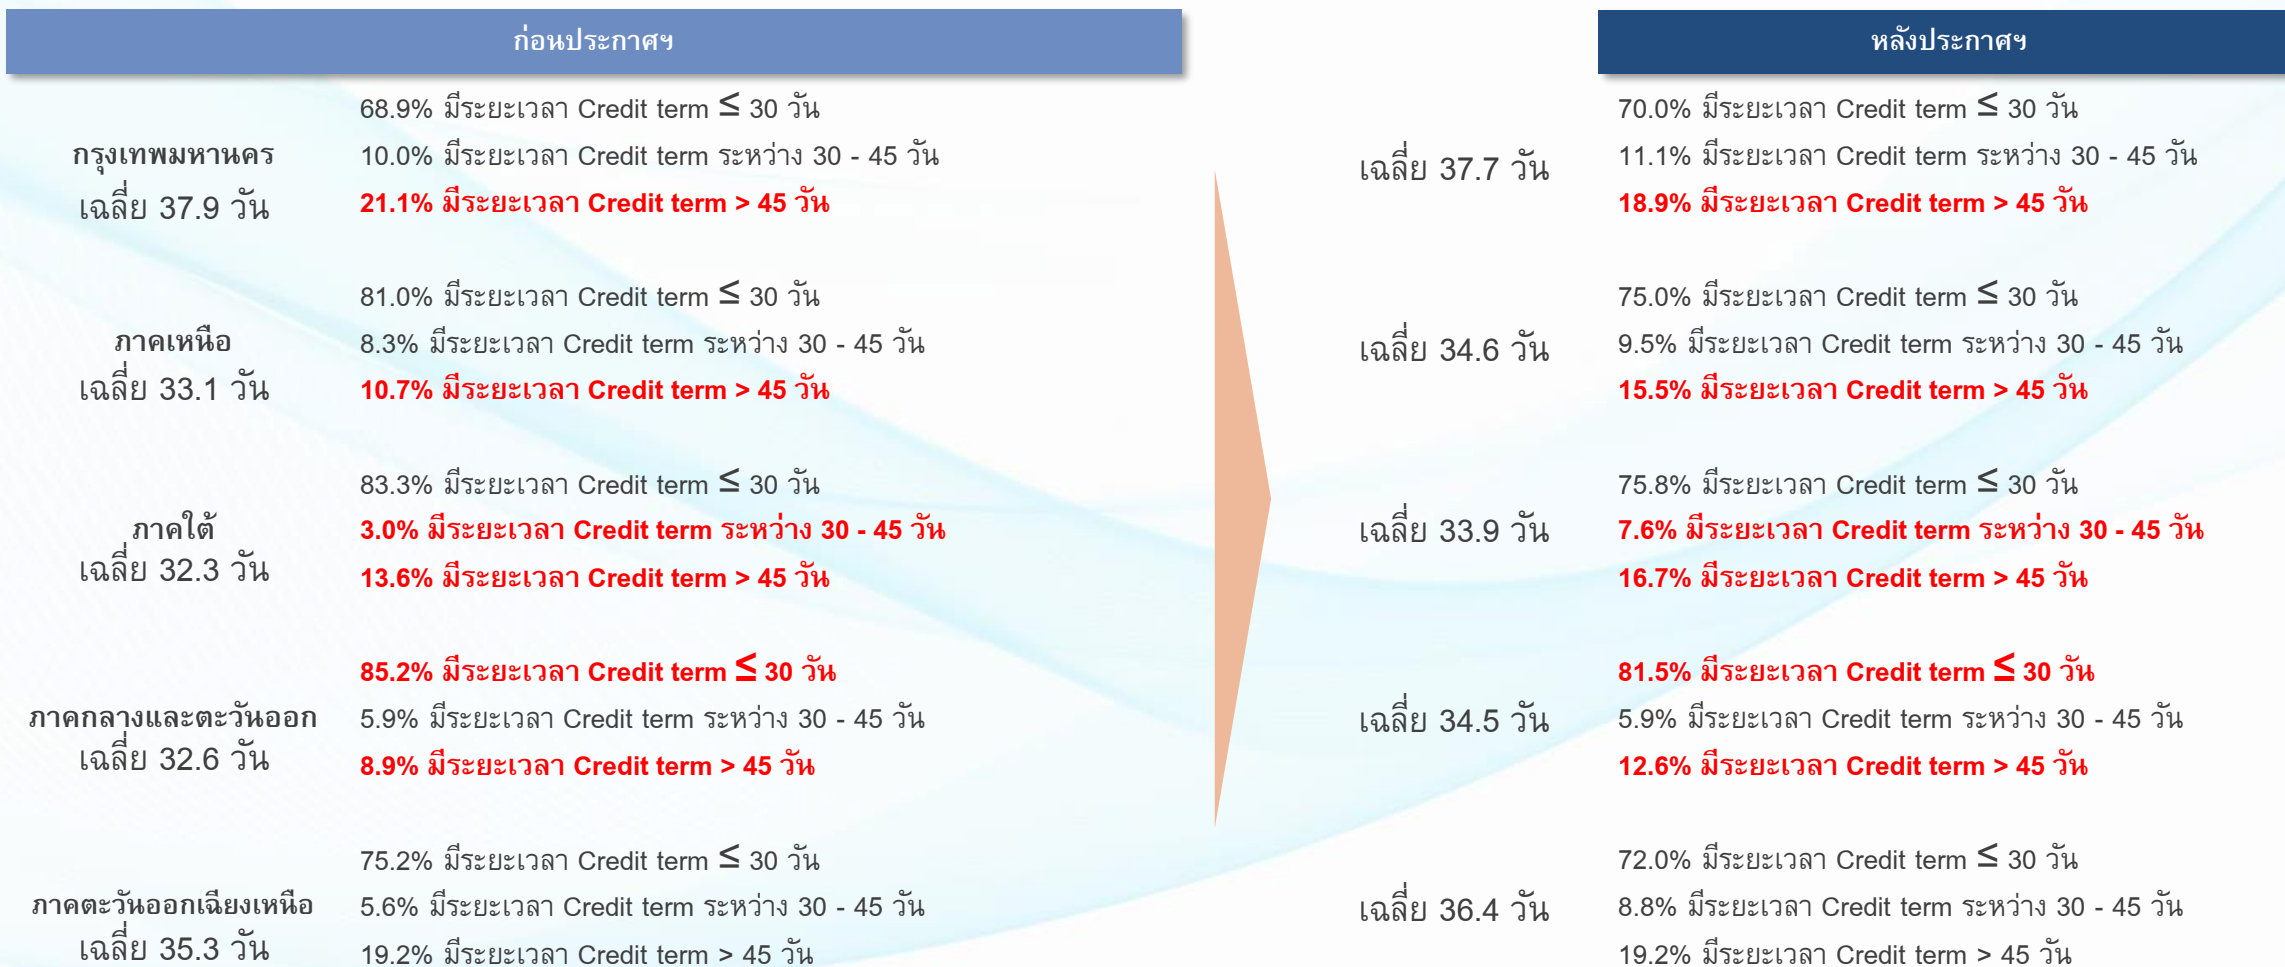 ก่อนประกาศฯ
หลังประกาศฯ
กรุงเทพมหานคร
เฉลี่ย 37.9 วัน
68.9% มีระยะเวลา Credit term ≤ 30 วัน
10.0% มีระยะเวลา Credit term ระหว่าง 30 - 45 วัน
21.1% มีระยะเวลา Credit term > 45 วัน
เฉลี่ย 37.7 วัน
70.0% มีระยะเวลา Credit term ≤ 30 วัน
11.1% มีระยะเวลา Credit term ระหว่าง 30 - 45 วัน
18.9% มีระยะเวลา Credit term > 45 วัน
ภาคเหนือ
เฉลี่ย 33.1 วัน
81.0% มีระยะเวลา Credit term ≤ 30 วัน
8.3% มีระยะเวลา Credit term ระหว่าง 30 - 45 วัน
10.7% มีระยะเวลา Credit term > 45 วัน
เฉลี่ย 34.6 วัน
75.0% มีระยะเวลา Credit term ≤ 30 วัน
9.5% มีระยะเวลา Credit term ระหว่าง 30 - 45 วัน
15.5% มีระยะเวลา Credit term > 45 วัน
ภาคใต้
เฉลี่ย 32.3 วัน
83.3% มีระยะเวลา Credit term ≤ 30 วัน
3.0% มีระยะเวลา Credit term ระหว่าง 30 - 45 วัน
13.6% มีระยะเวลา Credit term > 45 วัน
เฉลี่ย 33.9 วัน
75.8% มีระยะเวลา Credit term ≤ 30 วัน
7.6% มีระยะเวลา Credit term ระหว่าง 30 - 45 วัน
16.7% มีระยะเวลา Credit term > 45 วัน
ภาคกลางและตะวันออก
เฉลี่ย 32.6 วัน
85.2% มีระยะเวลา Credit term ≤ 30 วัน
5.9% มีระยะเวลา Credit term ระหว่าง 30 - 45 วัน
8.9% มีระยะเวลา Credit term > 45 วัน
เฉลี่ย 34.5 วัน
81.5% มีระยะเวลา Credit term ≤ 30 วัน
5.9% มีระยะเวลา Credit term ระหว่าง 30 - 45 วัน
12.6% มีระยะเวลา Credit term > 45 วัน
ภาคตะวันออกเฉียงเหนือ
เฉลี่ย 35.3 วัน
75.2% มีระยะเวลา Credit term ≤ 30 วัน
5.6% มีระยะเวลา Credit term ระหว่าง 30 - 45 วัน
19.2% มีระยะเวลา Credit term > 45 วัน
เฉลี่ย 36.4 วัน
72.0% มีระยะเวลา Credit term ≤ 30 วัน
8.8% มีระยะเวลา Credit term ระหว่าง 30 - 45 วัน
19.2% มีระยะเวลา Credit term > 45 วัน